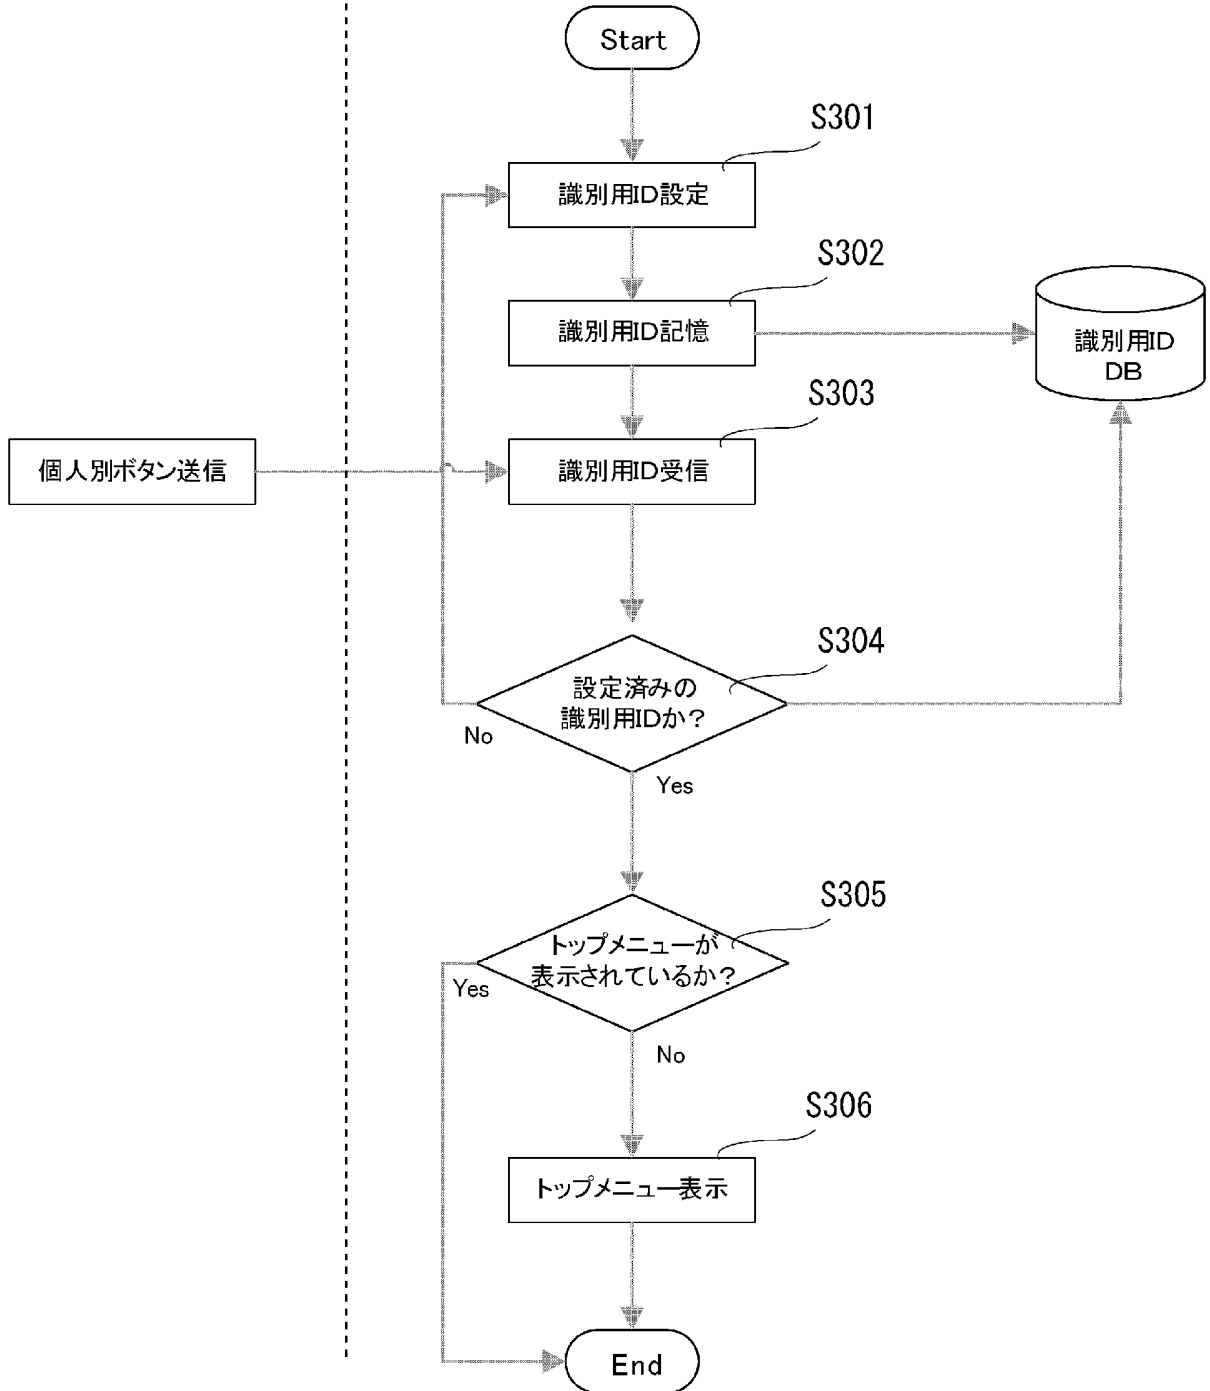 Start
S301
識別用ID設定
S302
識別用ID記憶
識別用ID
DB
S303
個人別ボタン送信
識別用ID受信
S304
設定済みの
識別用IDか？
No
Yes
S305
トップメニューが
表示されているか？
Yes
No
S306
トップメニュー表示
End